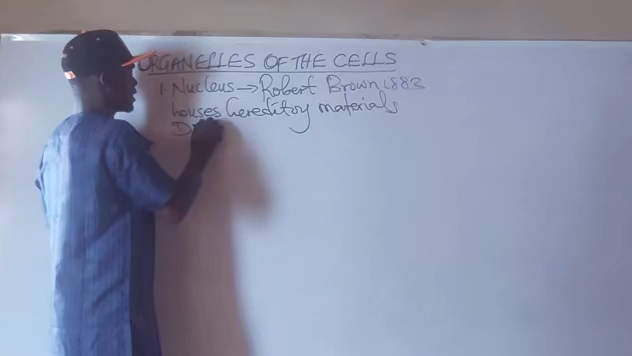 ORGANELLES OF THE CELLS
1. Nucleus → Robert Brown 1883
houses hereditory materials
D